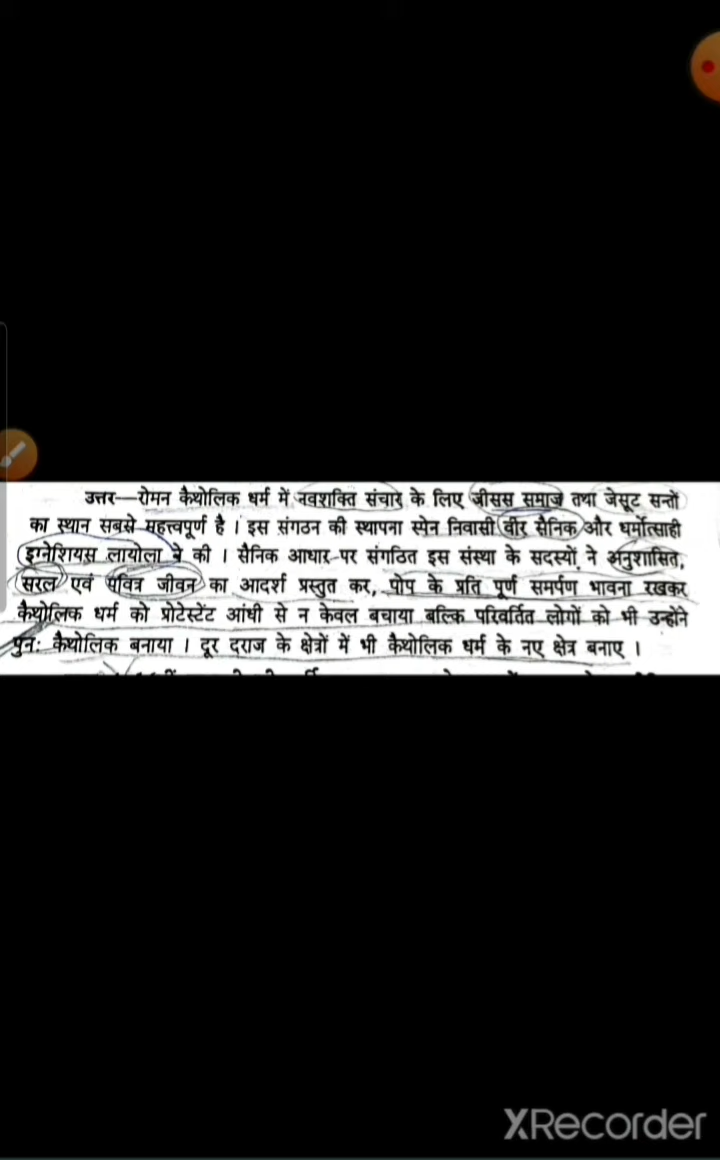 उत्तर—रोमन कैथोलिक धर्म में नवशक्ति संचार के लिए जीसस समाज तथा जेसूट सन्तों
का स्थान सबसे महत्त्वपूर्ण है । इस संगठन की स्थापना स्पेन निवासी वीर सैनिक और धर्मोत्साही
इग्नेशियस लायोला ने की । सैनिक आधार पर संगठित इस संस्था के सदस्यों ने अनुशासित,
सरल एवं पवित्र जीवन का आदर्श प्रस्तुत कर, पोप के प्रति पूर्ण समर्पण भावना रखकर
कैथोलिक धर्म को प्रोटेस्टेंट आंधी से न केवल बचाया बल्कि परिवर्तित लोगों को भी उन्होंने
पुनः कैथोलिक बनाया । दूर दराज के क्षेत्रों में भी कैथोलिक धर्म के नए क्षेत्र बनाए ।
XRecorder